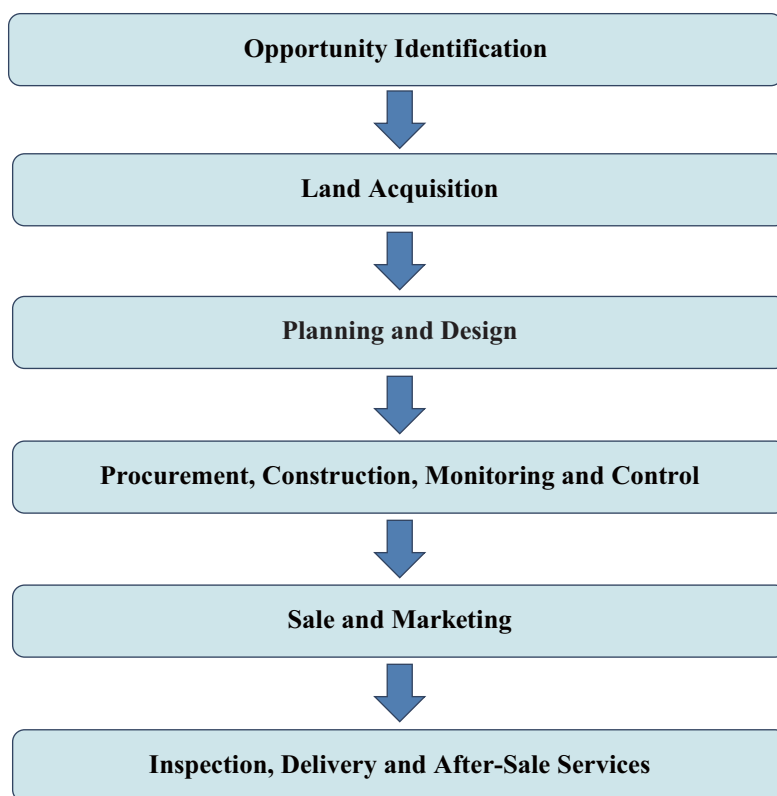 Opportunity Identification
Land Acquisition
Planning and Design
Procurement, Construction, Monitoring and Control
Sale and Marketing
Inspection, Delivery and After-Sale Services